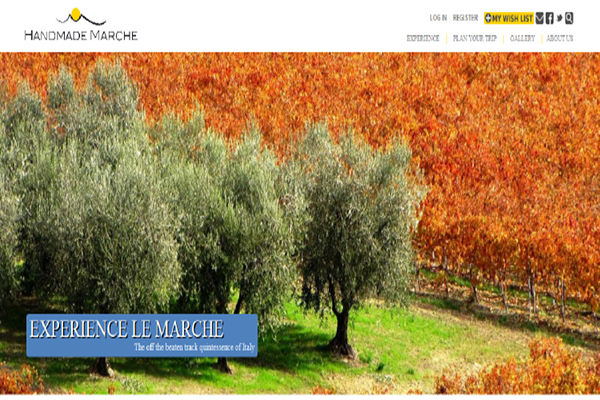 HANDMADE MARCHE
LOG IN REGISTER MY WISH LIST
EXPERIENCE | PLAN YOUR TRIP | GALLERY | ABOUT US
EXPERIENCE LE MARCHE
The off the beaten track quintessence of Italy